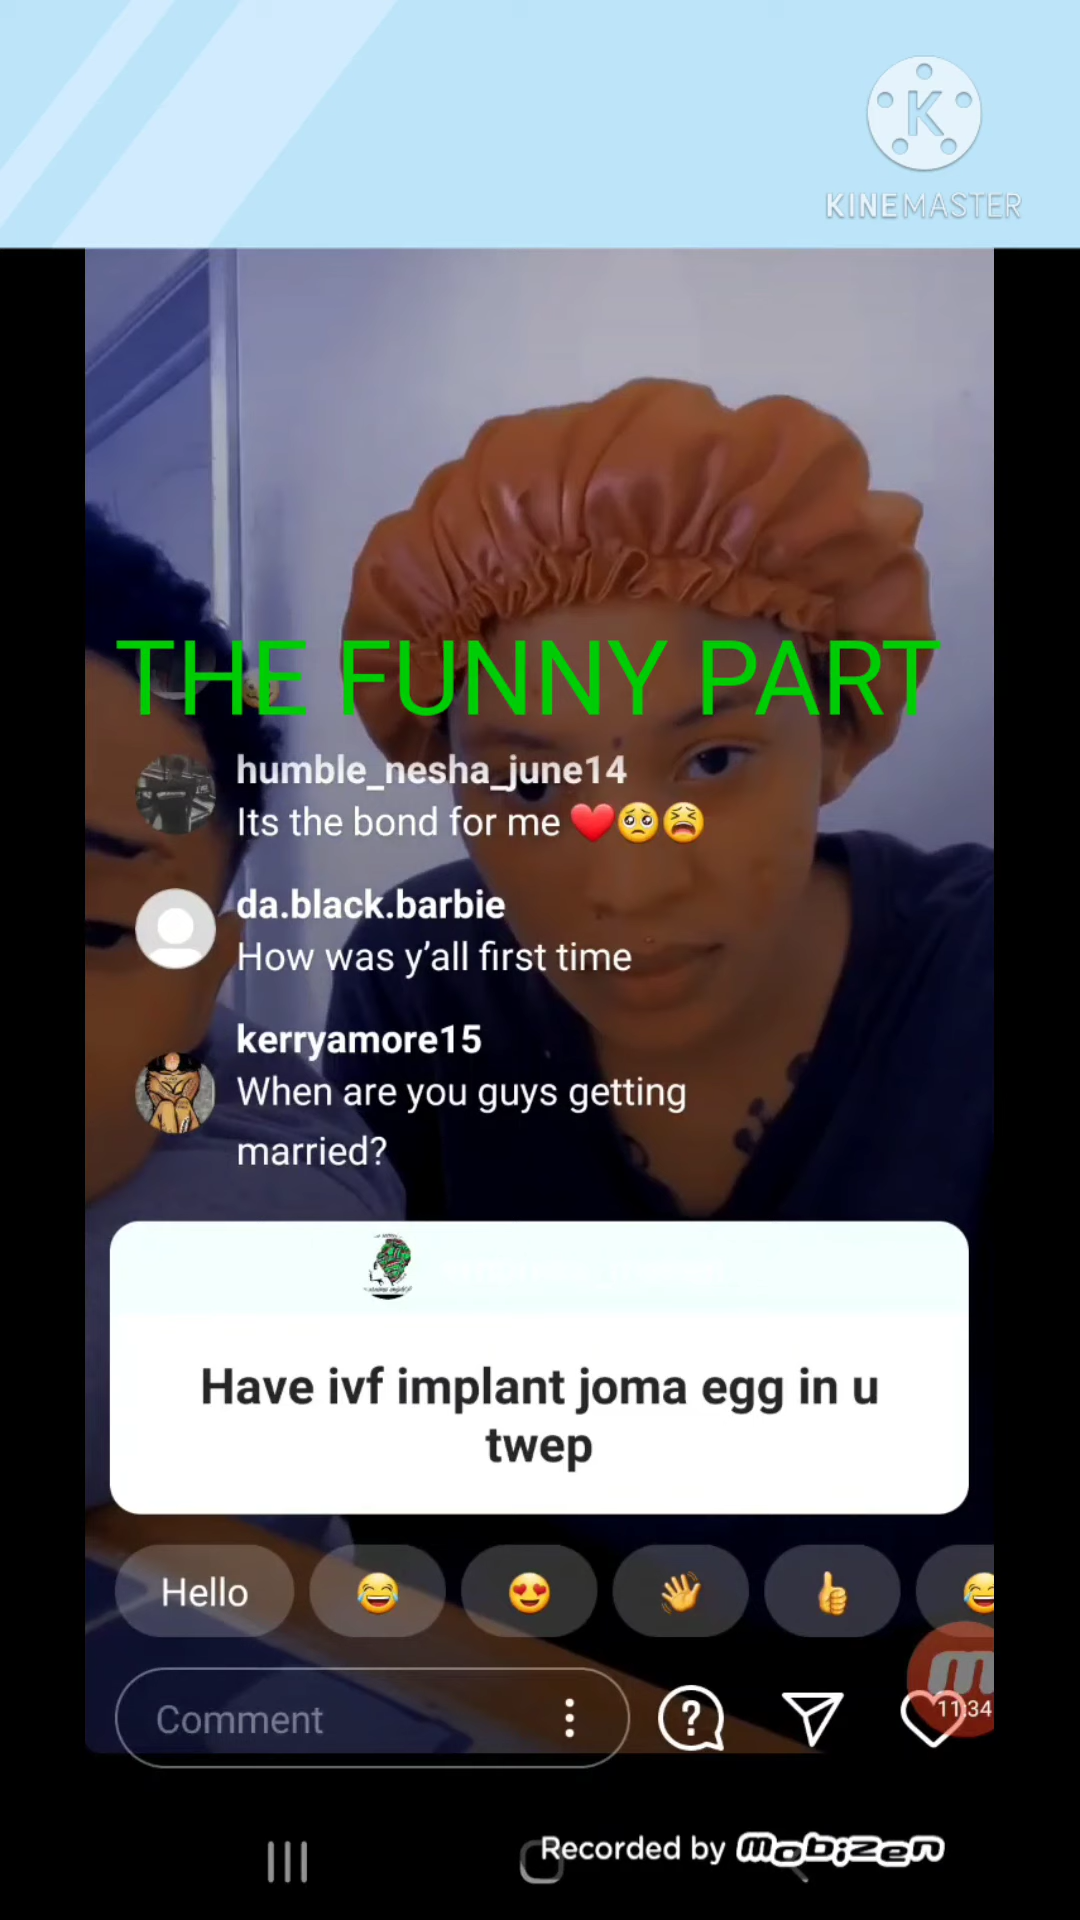 K
KINEMASTER
THE FUNNY PART
humble_nesha_june14
Its the bond for me ❤️🥺😫
da.black.barbie
How was y’all first time
kerryamore15
When are you guys getting
married?
Have ivf implant joma egg in u
twep
Hello
😂 😍 👋 👍 😂
Comment
11:34
Recorded by mobizen